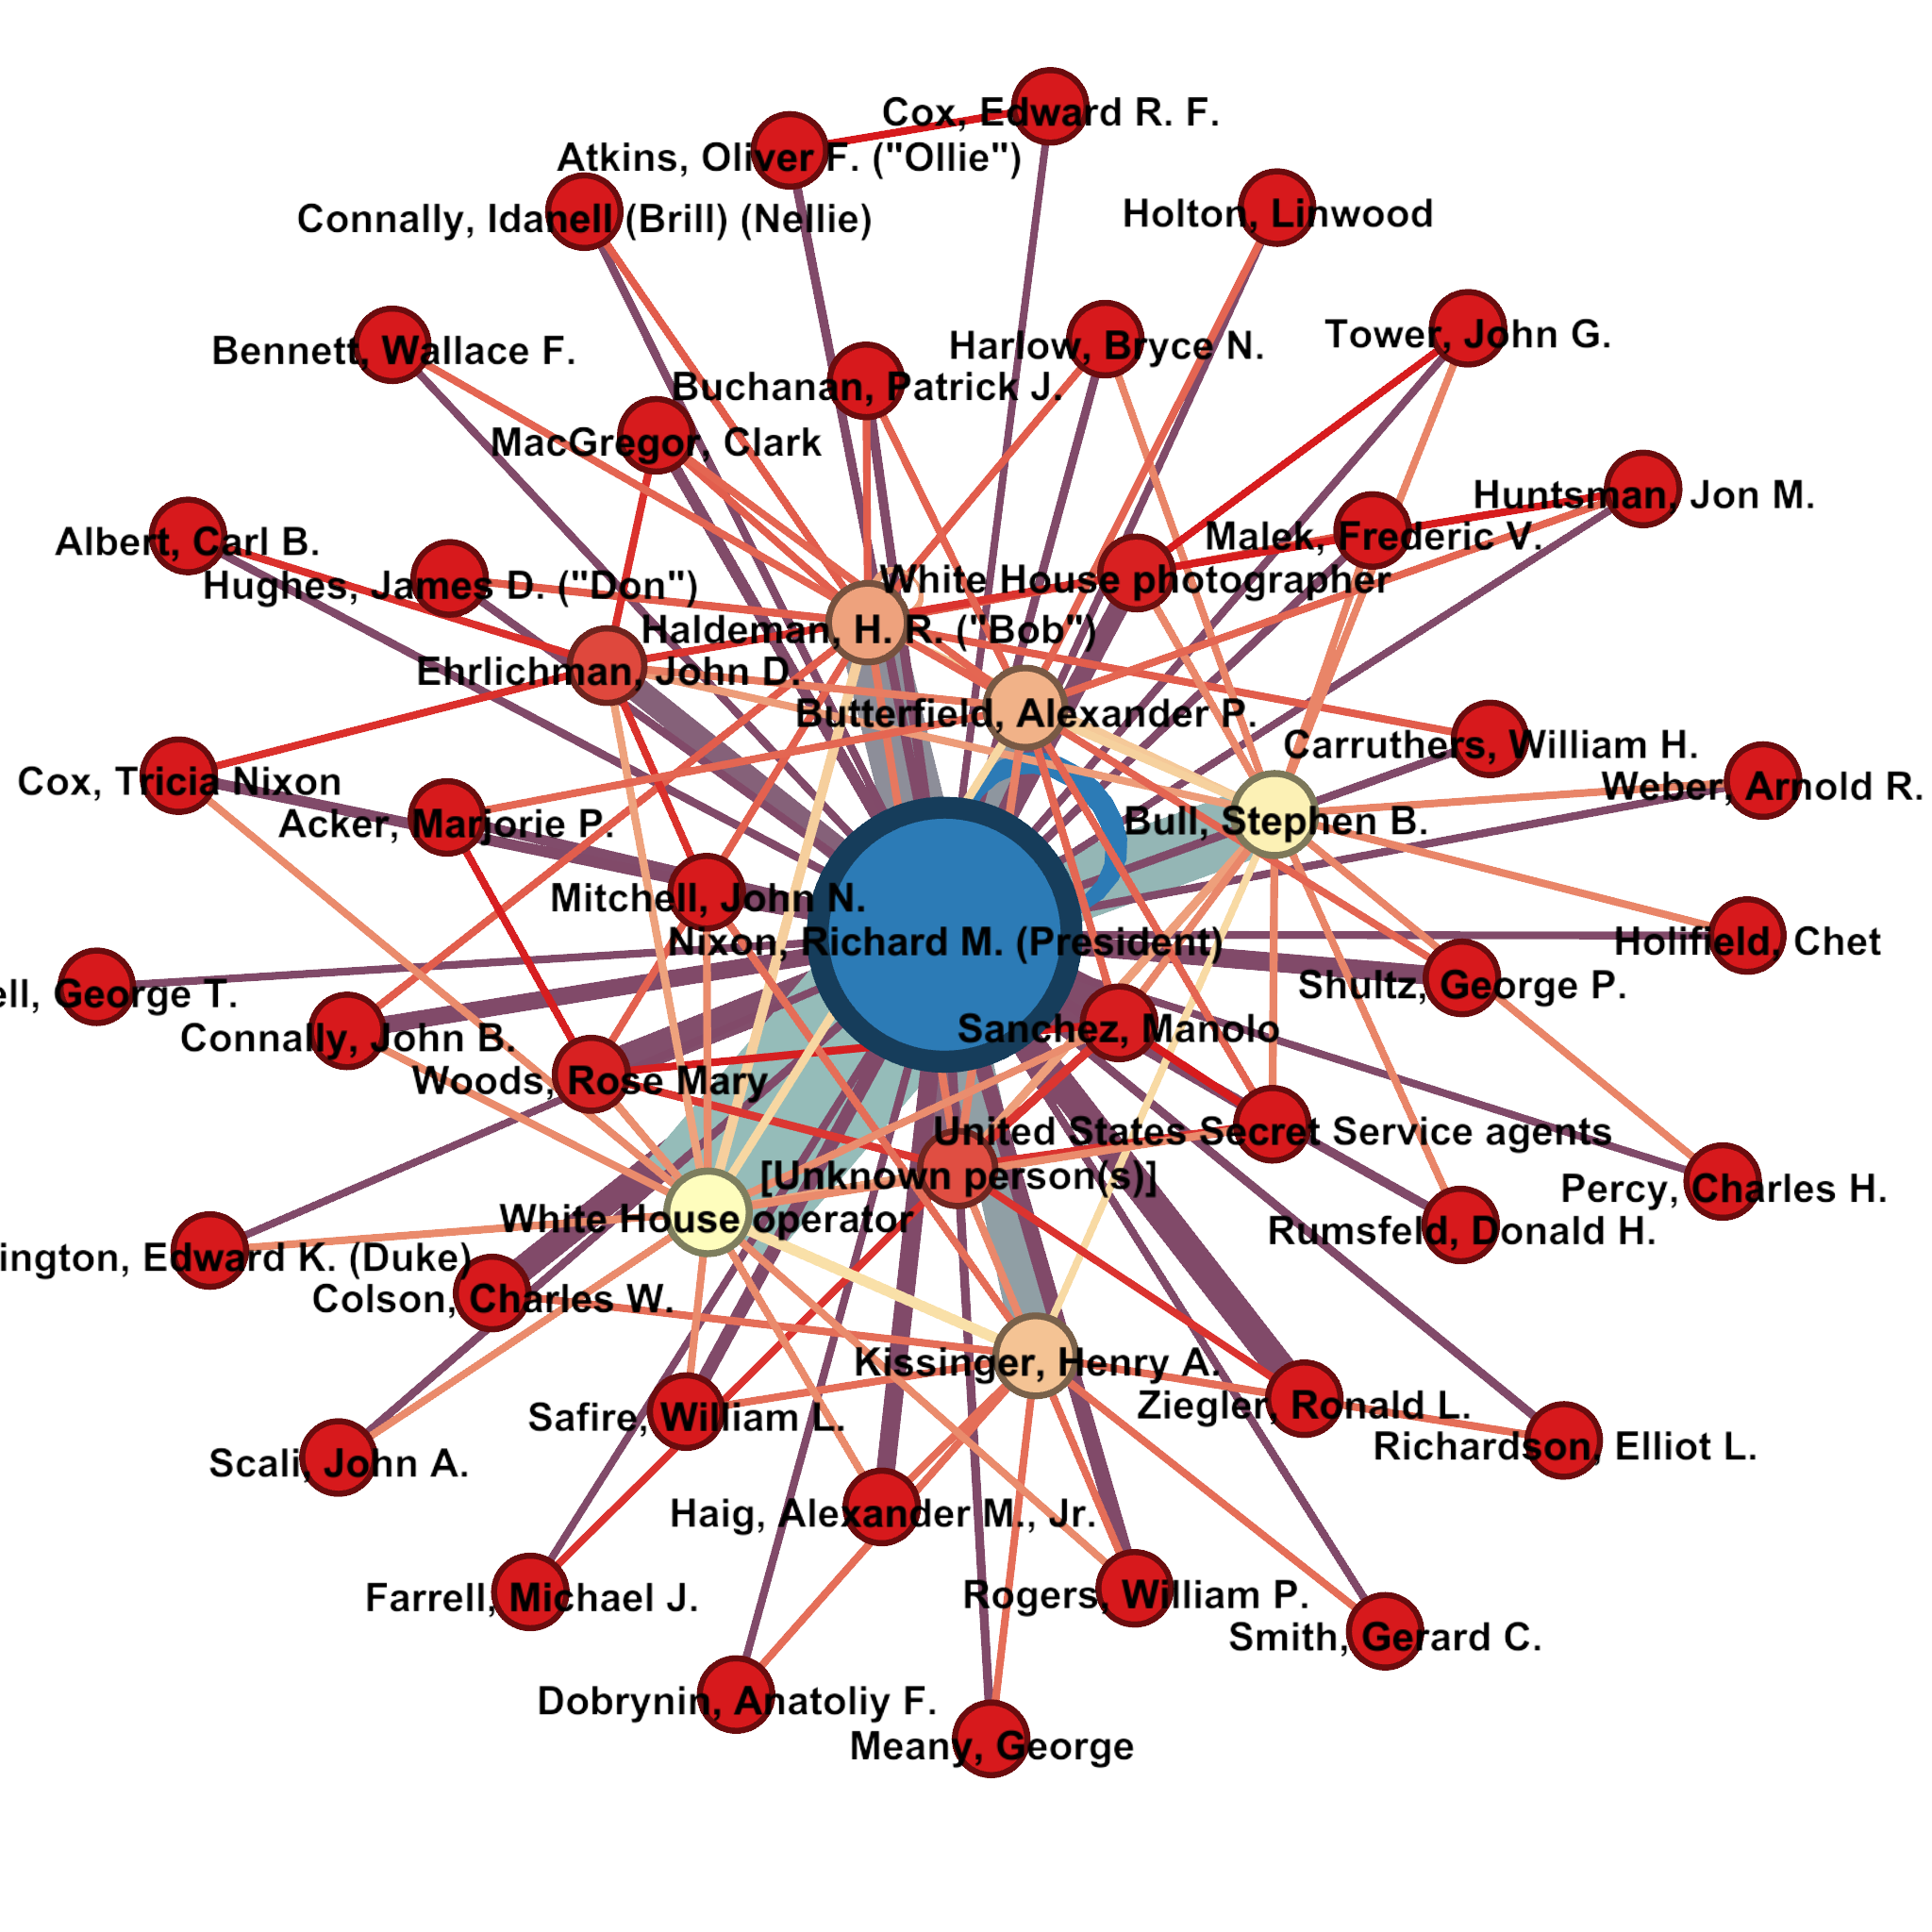 Cox, Edward R. F.
Atkins, Oliver F. ("Ollie")
Connally, Idanell (Brill) (Nellie)
Holton, Linwood
Tower, John G.
Harlow, Bryce N.
Bennett, Wallace F.
Buchanan, Patrick J.
MacGregor, Clark
Huntsman, Jon M.
Malek, Frederic V.
Albert, Carl B.
White House photographer
Hughes, James D. ("Don")
Haldeman, H. R. ("Bob")
Ehrlichman, John D.
Butterfield, Alexander P.
Carruthers, William H.
Cox, Tricia Nixon
Weber, Arnold R.
Bull, Stephen B.
Acker, Marjorie P.
Mitchell, John N.
Nixon, Richard M. (President)
Holifield, Chet
Shultz, George P.
ell, George T.
Sanchez, Manolo
Connally, John B.
Woods, Rose Mary
United States Secret Service agents
[Unknown person(s)]
Percy, Charles H.
White House operator
Rumsfeld, Donald H.
ington, Edward K. (Duke)
Colson, Charles W.
Kissinger, Henry A.
Ziegler, Ronald L.
Safire, William L.
Richardson, Elliot L.
Scali, John A.
Haig, Alexander M., Jr.
Rogers, William P.
Farrell, Michael J.
Smith, Gerard C.
Dobrynin, Anatoliy F.
Meany, George